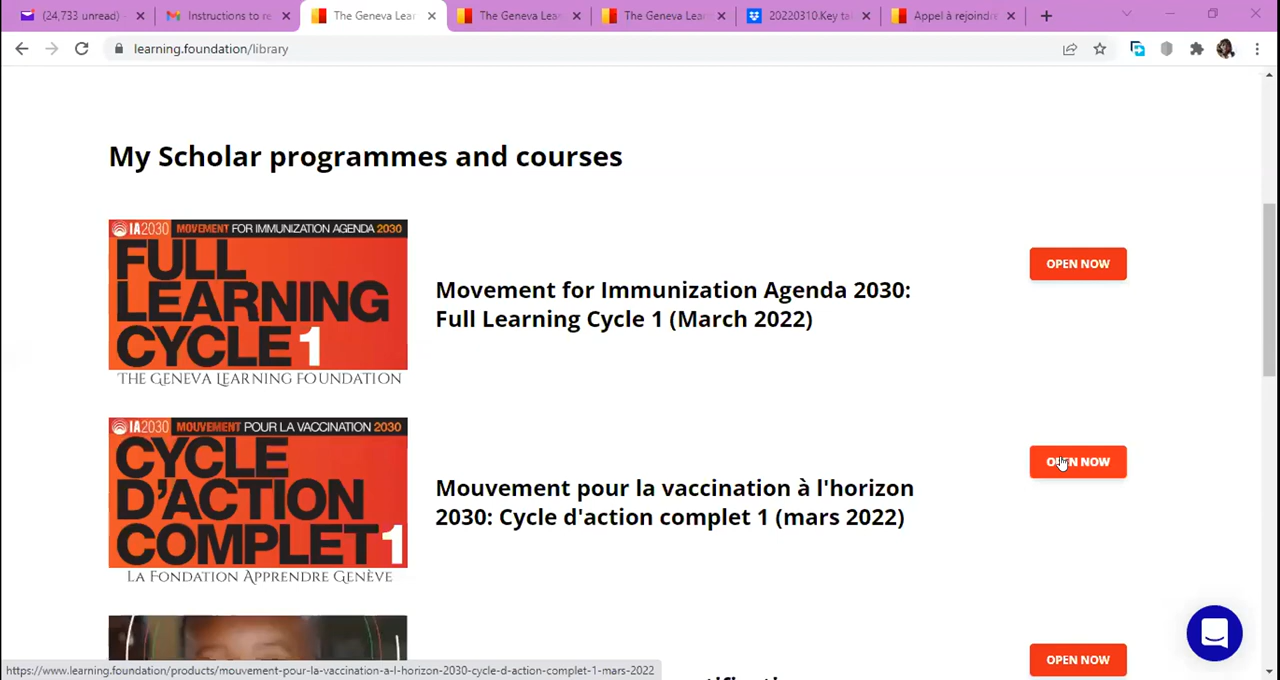 (24,733 unread)
Instructions to re
The Geneva Lear
The Geneva Lea
The Geneva Lea
20220310.Key ta
Appel à rejoindre
learning.foundation/library
My Scholar programmes and courses
IA2030 MOVEMENT FOR IMMUNIZATION AGENDA 2030
FULL
LEARNING
CYCLE 1
THE GENEVA LEARNING FOUNDATION
Movement for Immunization Agenda 2030:
Full Learning Cycle 1 (March 2022)
OPEN NOW
IA2030 MOUVEMENT POUR LA VACCINATION 2030
CYCLE
D'ACTION
COMPLET 1
LA FONDATION APPRENDRE GENÈVE
Mouvement pour la vaccination à l'horizon
2030: Cycle d'action complet 1 (mars 2022)
OPEN NOW
OPEN NOW
https://www.learning.foundation/products/mouvement-pour-la-vaccination-a-l-horizon-2030-cycle-d-action-complet-1-mars-2022